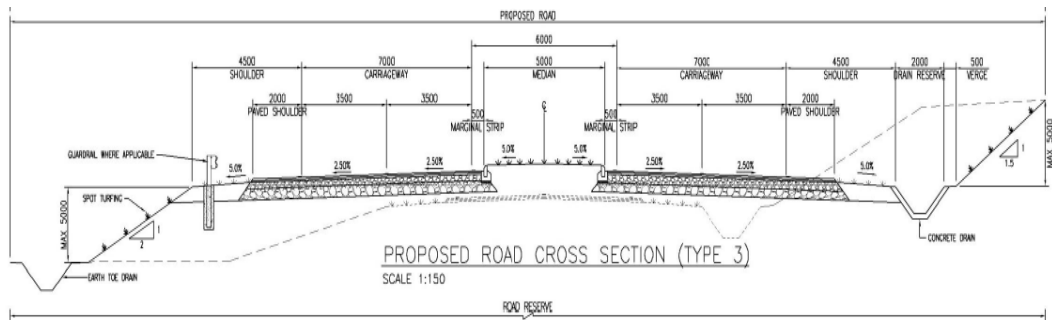 PROPOSED ROAD
6000
4500
7000
5000
7000
4500
2000
500
SHOULDER
CARRIAGEWAY
MEDIAN
CARRIAGEWAY
SHOULDER
DRAIN RESERVE
VERGE
2000
3500
3500
500
500
3500
3500
2000
PAVED SHOULDER
MARGINAL STRIP
MARGINAL STRIP
PAVED SHOULDER
GUARDRAIL WHERE APPLICABLE
5.0%
2.50%
2.50%
5.0%
5.0%
2.50%
2.50%
5.0%
SPOT TURFING
MAX 5000
1
2
1
1.5
MAX 5000
EARTH TOE DRAIN
CONCRETE DRAIN
PROPOSED ROAD CROSS SECTION (TYPE 3)
SCALE 1:150
ROAD RESERVE